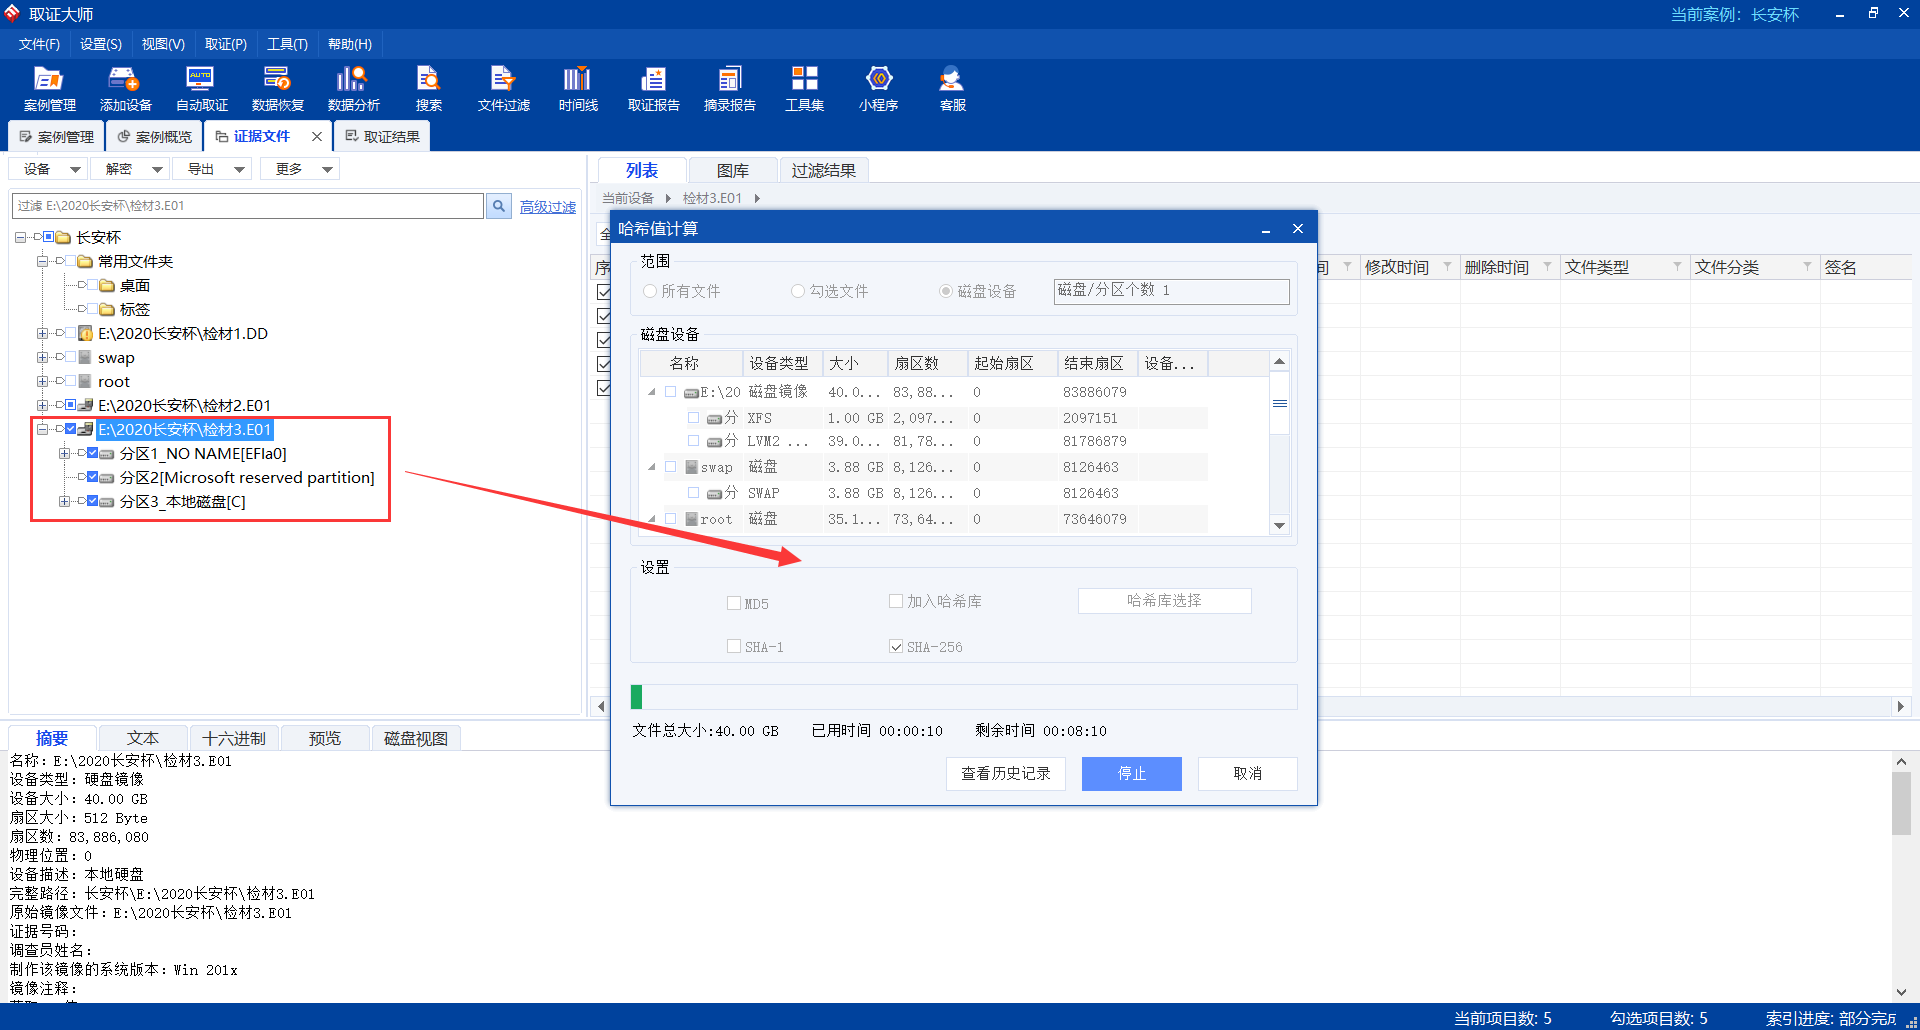 取证大师
当前案例：长安杯
文件(F) 设置(S) 视图(V) 取证(P) 工具(T) 帮助(H)
案例管理 添加设备 自动取证 数据恢复 数据分析 搜索 文件过滤 时间线 取证报告 摘录报告 工具集 小程序 客服
案例管理 案例概览 证据文件 取证结果
设备 解密 导出 更多
过滤 E:\2020长安杯\检材3.E01 高级过滤
长安杯
常用文件夹
桌面
标签
E:\2020长安杯\检材1.DD
swap
root
E:\2020长安杯\检材2.E01
E:\2020长安杯\检材3.E01
分区1_NO NAME[EFIa0]
分区2[Microsoft reserved partition]
分区3_本地磁盘[C]
列表 图库 过滤结果
当前设备 检材3.E01
全
序 间 修改时间 删除时间 文件类型 文件分类 签名
哈希值计算
范围
所有文件 勾选文件 磁盘设备 磁盘/分区个数 1
磁盘设备
名称 设备类型 大小 扇区数 起始扇区 结束扇区 设备...
E:\20 磁盘镜像 40.0... 83,88... 0 83886079
分 XFS 1.00 GB 2,097... 0 2097151
分 LVM2 ... 39.0... 81,78... 0 81786879
swap 磁盘 3.88 GB 8,126... 0 8126463
分 SWAP 3.88 GB 8,126... 0 8126463
root 磁盘 35.1... 73,64... 0 73646079
设置
MD5 加入哈希库 哈希库选择
SHA-1 SHA-256
文件总大小:40.00 GB 已用时间 00:00:10 剩余时间 00:08:10
查看历史记录 停止 取消
摘要 文本 十六进制 预览 磁盘视图
名称：E:\2020长安杯\检材3.E01
设备类型：硬盘镜像
设备大小：40.00 GB
扇区大小：512 Byte
扇区数：83,886,080
物理位置：0
设备描述：本地硬盘
完整路径：长安杯\E:\2020长安杯\检材3.E01
原始镜像文件：E:\2020长安杯\检材3.E01
证据号码：
调查员姓名：
制作该镜像的系统版本：Win 201x
镜像注释：
当前项目数: 5 勾选项目数: 5 索引进度: 部分完成